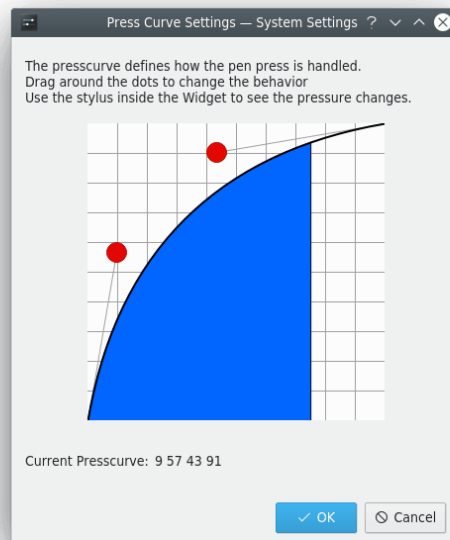 Press Curve Settings — System Settings ?
The presscurve defines how the pen press is handled.
Drag around the dots to change the behavior
Use the stylus inside the Widget to see the pressure changes.
Current Presscurve: 9 57 43 91
OK
Cancel